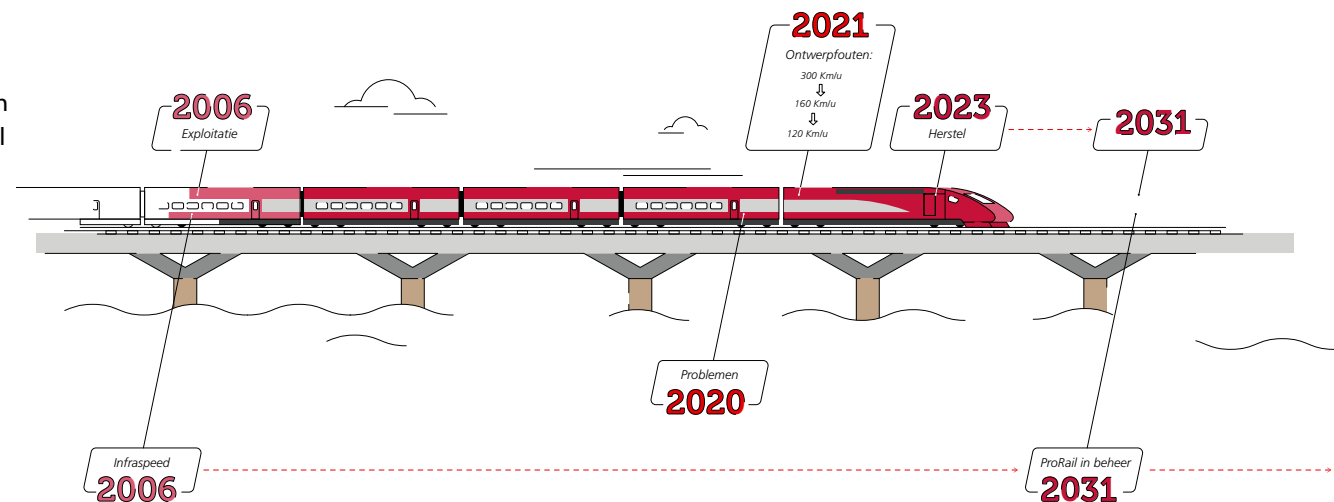 n
l
2006
Exploitatie
2021
Ontwerpfouten:
300 Km/u
160 Km/u
120 Km/u
2023
Herstel
2031
Problemen
2020
Infraspeed
2006
ProRail in beheer
2031